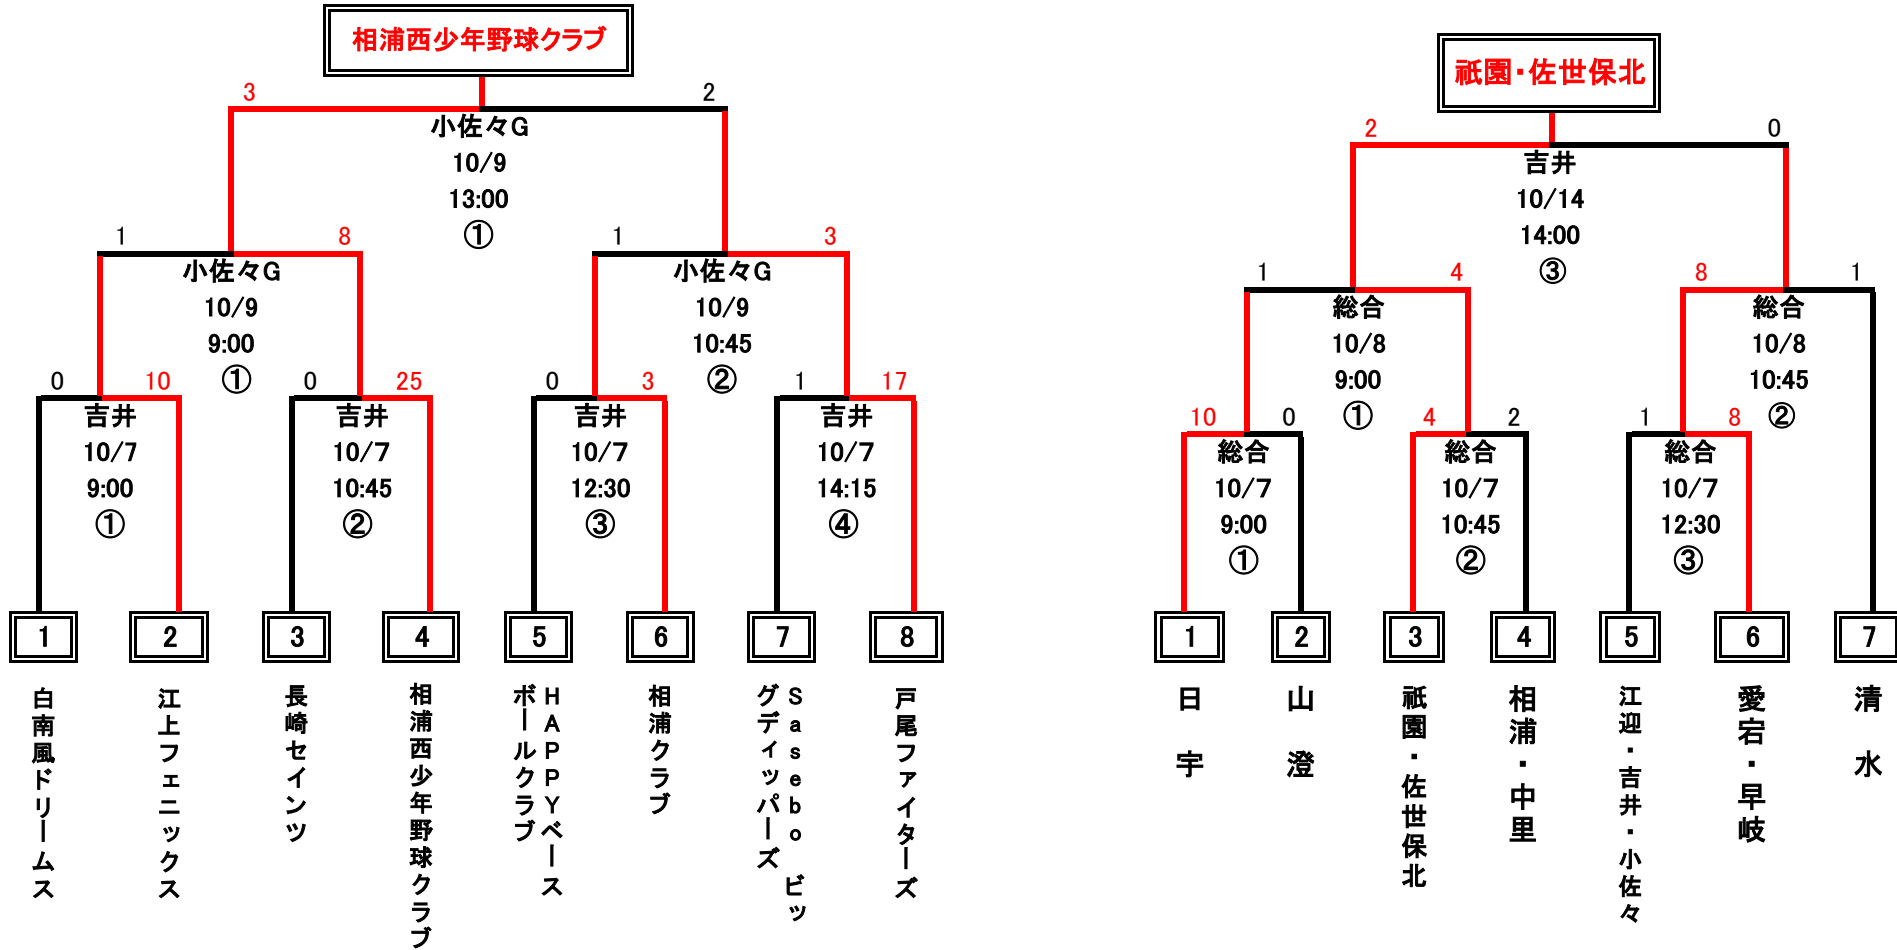 相浦西少年野球クラブ
3
2
小佐々G
10/9
13:00
①
1
8
小佐々G
10/9
9:00
①
1
3
小佐々G
10/9
10:45
②
0
10
吉井
10/7
9:00
①
0
25
吉井
10/7
10:45
②
0
3
吉井
10/7
12:30
③
1
17
吉井
10/7
14:15
④
1
2
3
4
5
6
7
8
白南風ドリームス
江上フェニックス
長崎セインツ
相浦西少年野球クラブ
HAPPYベース
ボールクラブ
相浦クラブ
Sasebo ビッ
グディッパーズ
戸尾ファイターズ
祇園・佐世保北
2
0
吉井
10/14
14:00
③
1
4
総合
10/8
9:00
①
8
1
総合
10/8
10:45
②
10
0
総合
10/7
9:00
①
4
2
総合
10/7
10:45
②
1
8
総合
10/7
12:30
③
1
2
3
4
5
6
7
日宇
山澄
祇園・佐世保北
相浦・中里
江迎・吉井・小佐々
愛宕・早岐
清水